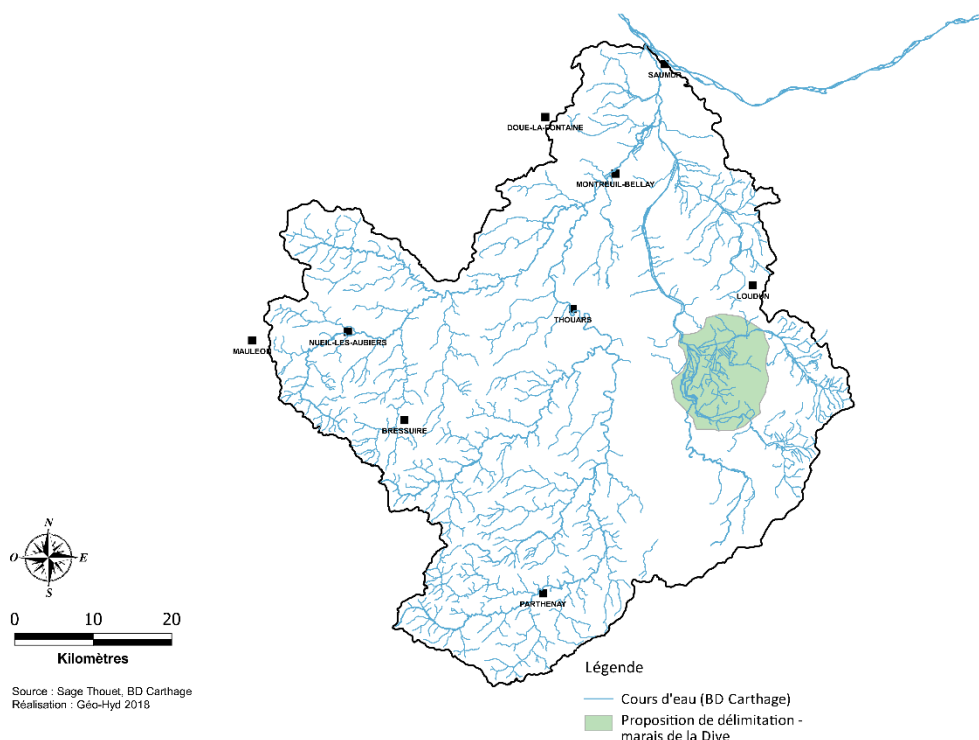 SAUMUR
DOUE-LA-FONTAINE
MONTREUIL-BELLAY
LOUDUN
THOUARS
NUEIL-LES-AUBIERS
MAULEON
BRESSUIRE
PARTHENAY
N
O E
S
0 10 20
Kilomètres
Source : Sage Thouet, BD Carthage
Réalisation : Géo-Hyd 2018
Légende
Cours d'eau (BD Carthage)
Proposition de délimitation -
marais de la Dive